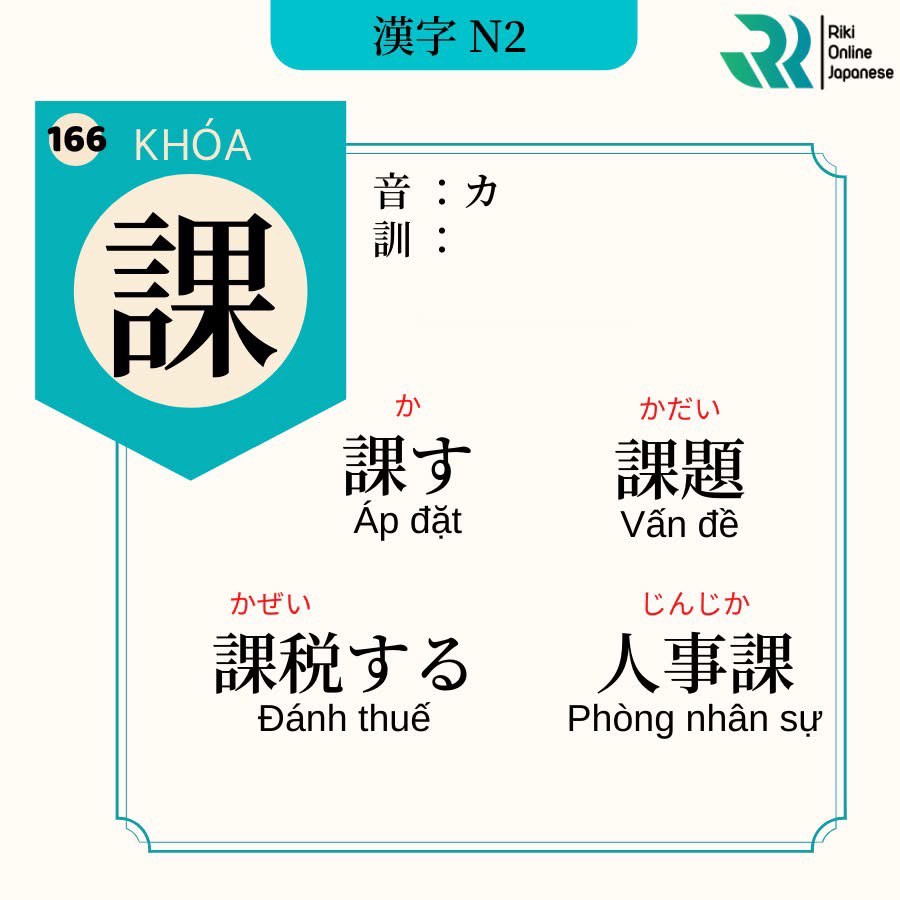 漢字 N2
Riki
Online
Japanese
166 KHÓA
課
音：カ
訓：
か
課す
Áp đặt
かだい
課題
Vấn đề
かぜい
課税する
Đánh thuế
じんじか
人事課
Phòng nhân sự